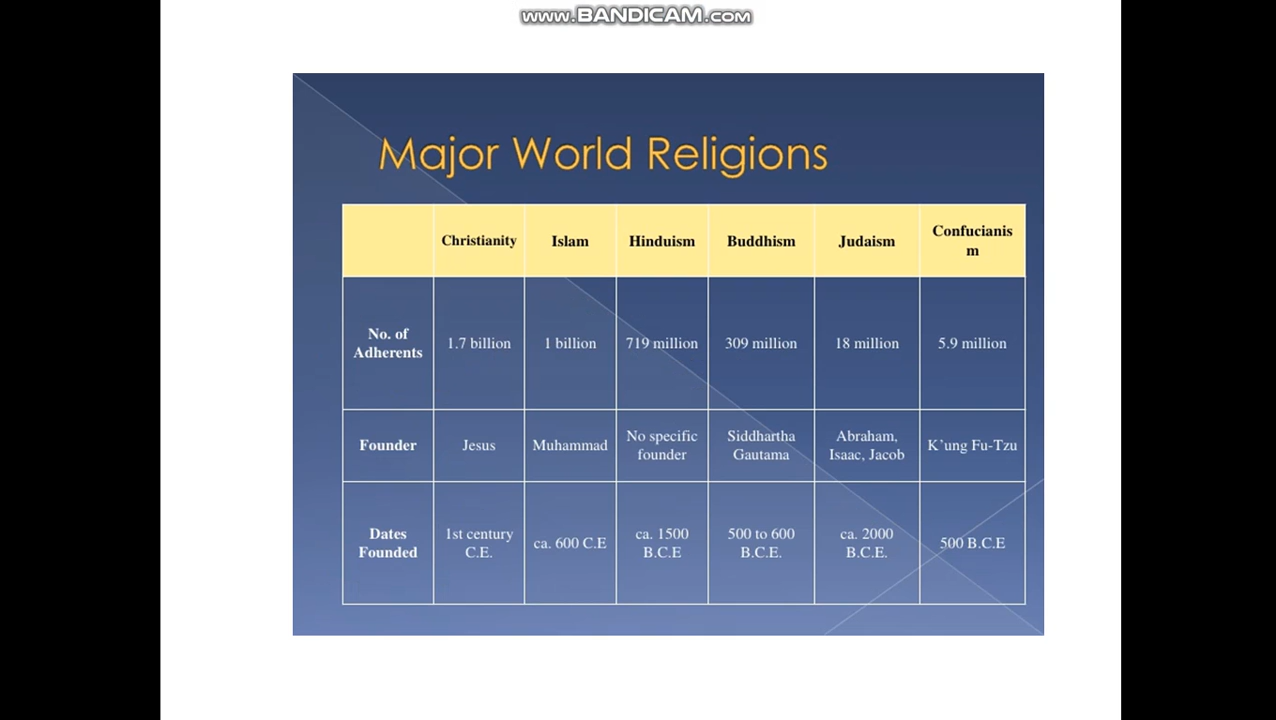 www.BANDICAM.com
Major World Religions
Christianity Islam Hinduism Buddhism Judaism Confucianis
m
No. of
Adherents 1.7 billion 1 billion 719 million 309 million 18 million 5.9 million
Founder Jesus Muhammad No specific
founder Siddhartha
Gautama Abraham,
Isaac, Jacob K’ung Fu-Tzu
Dates
Founded 1st century
C.E. ca. 600 C.E ca. 1500
B.C.E 500 to 600
B.C.E. ca. 2000
B.C.E. 500 B.C.E